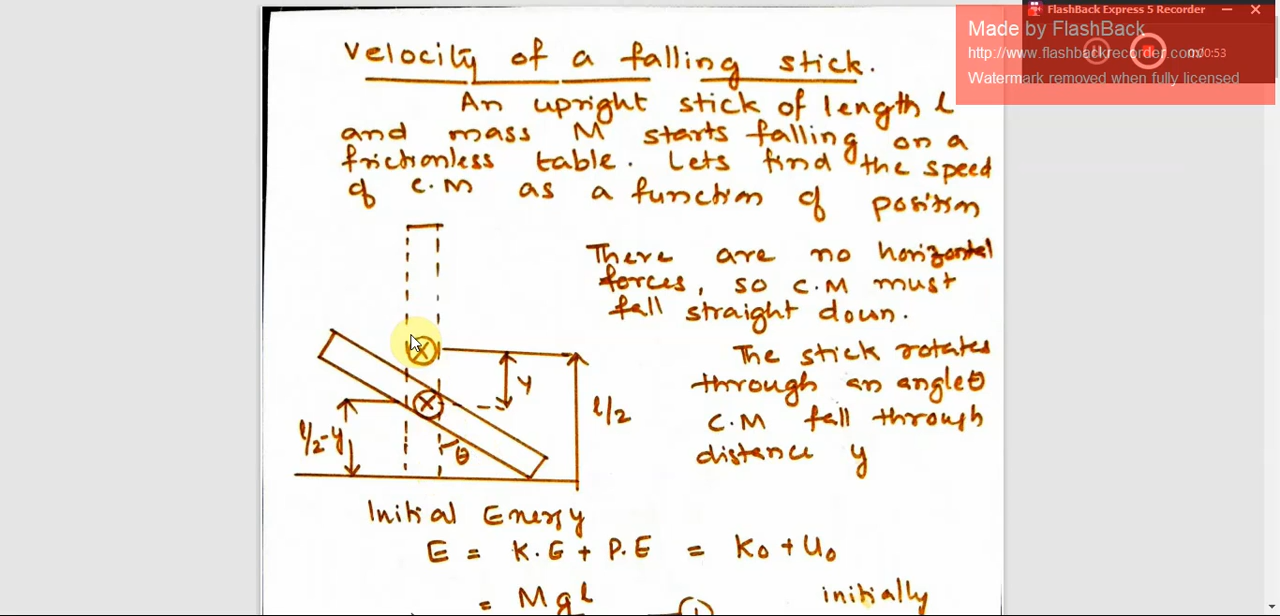 FlashBack Express 5 Recorder
Made by FlashBack
http://www.flashbackrecorder.com
0:00:53
Watermark removed when fully licensed
Velocity of a falling stick.
An upright stick of length l
and mass M starts falling on a
frictionless table. Lets find the speed
of C.M as a function of position
There are no horizontal
forces, so C.M must
fall straight down.
The stick rotates
through an angle θ
C.M fall through
distance y
y
l/2
l/2-y
θ
Initial Energy
E = K.E + P.E = K₀ + U₀
= Mgl
initially